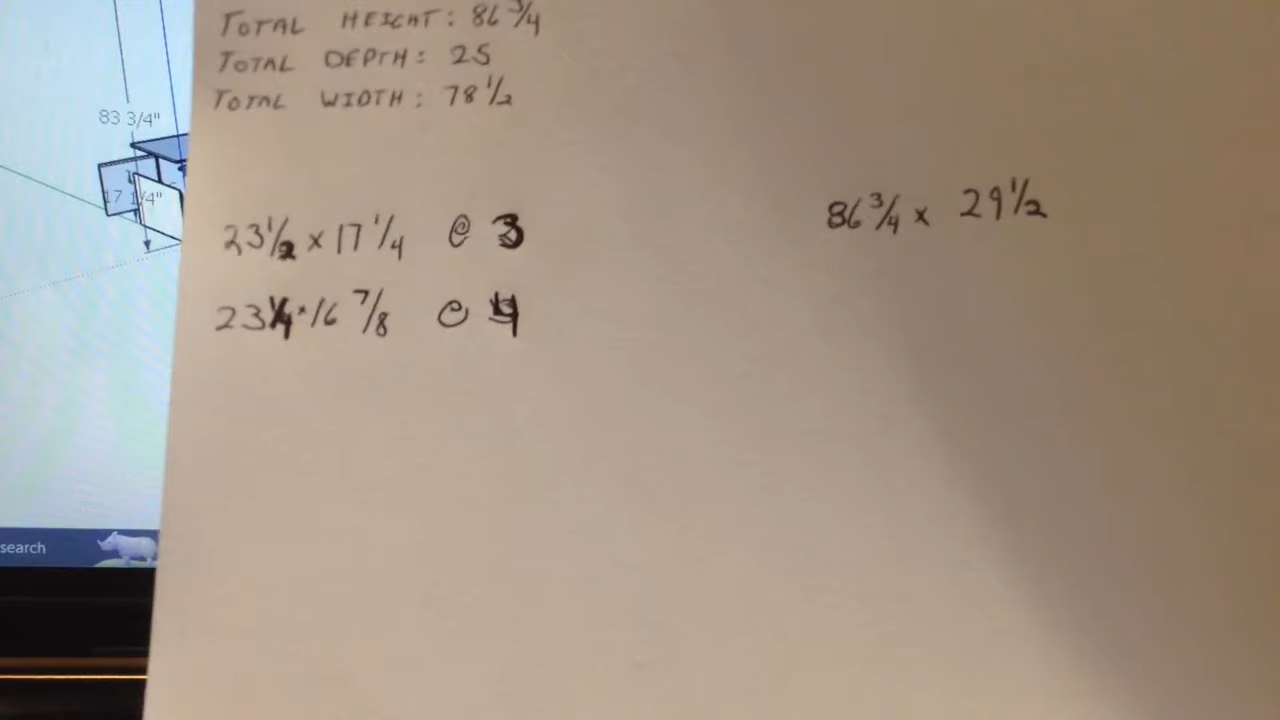 TOTAL HEIGHT: 86 3/4
TOTAL DEPTH: 25
TOTAL WIDTH: 78 1/2
83 3/4"
17 1/4"
23 1/2 x 17 1/4 @ 3
86 3/4 x 29 1/2
23 1/4 x 16 7/8 @ 4
search